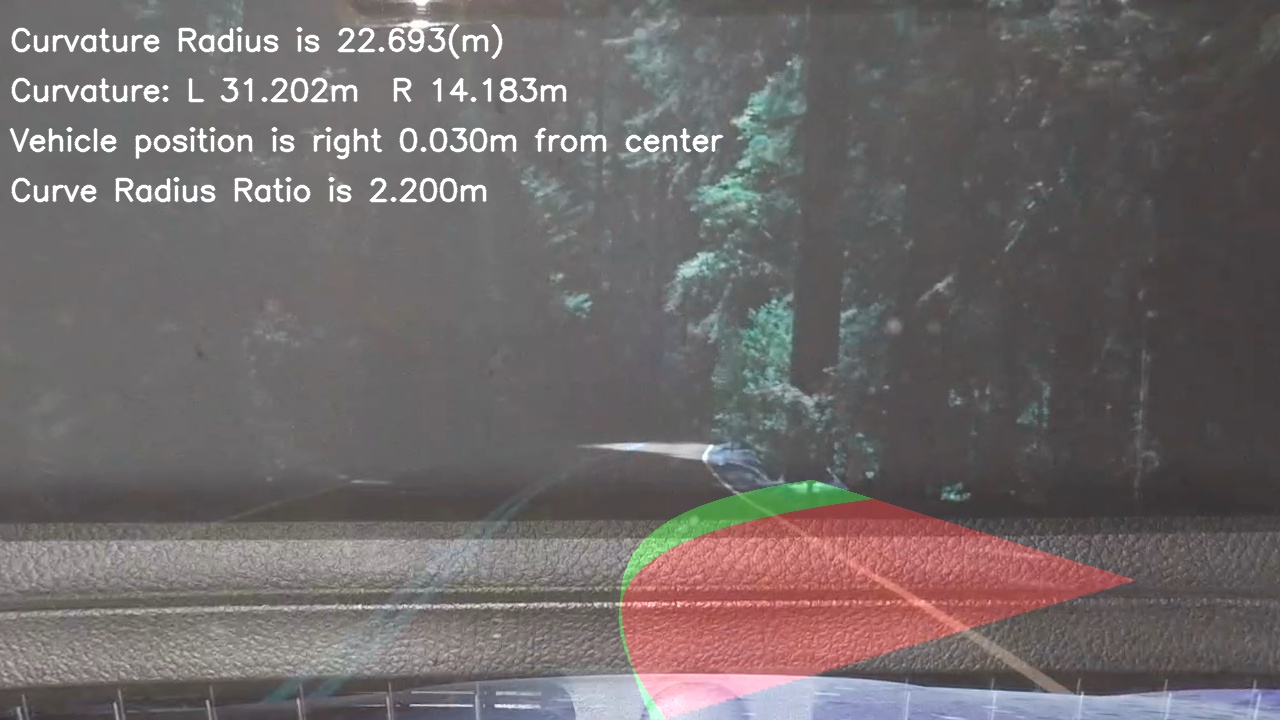 Curvature Radius is 22.693(m)
Curvature: L 31.202m R 14.183m
Vehicle position is right 0.030m from center
Curve Radius Ratio is 2.200m